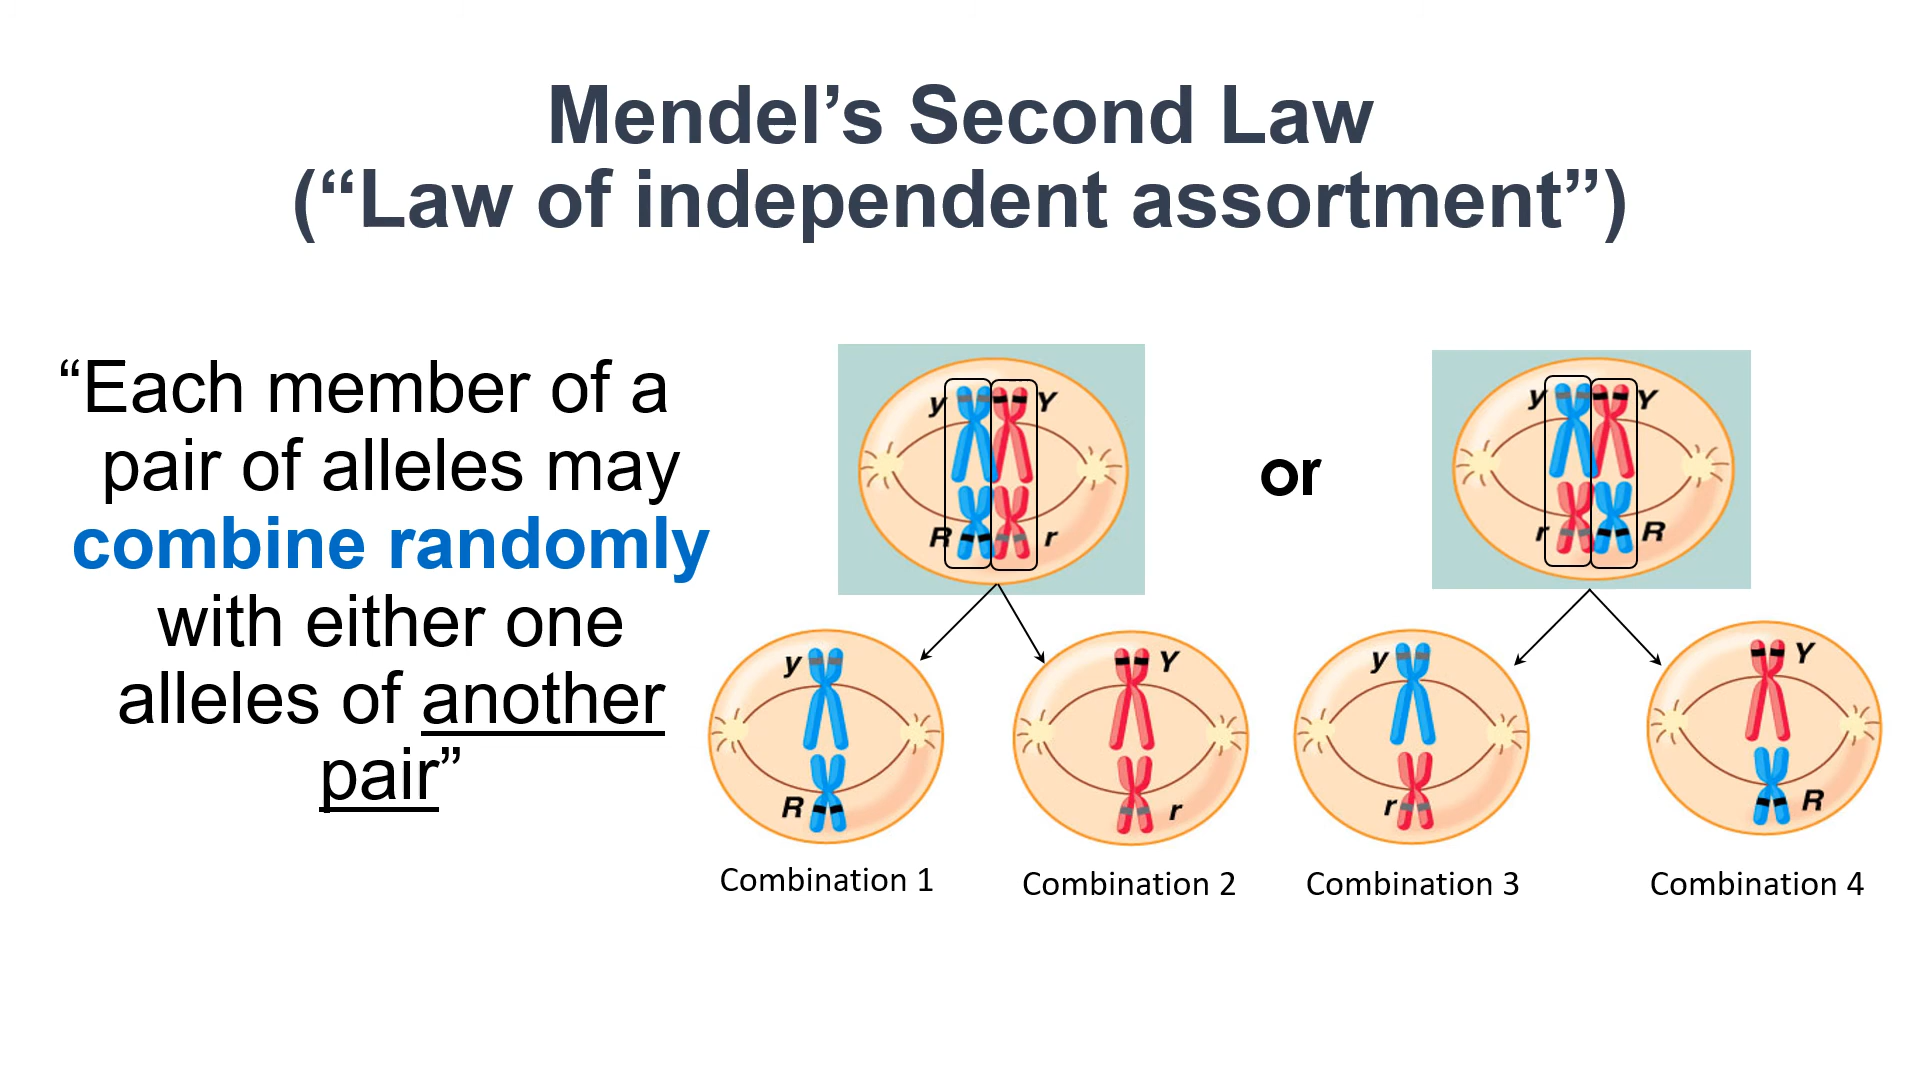 Mendel’s Second Law
(“Law of independent assortment”)
“Each member of a
pair of alleles may
combine randomly
with either one
alleles of another
pair”
y Y
R r
or
y Y
r R
y
R
Y
r
y
r
Y
R
Combination 1
Combination 2
Combination 3
Combination 4